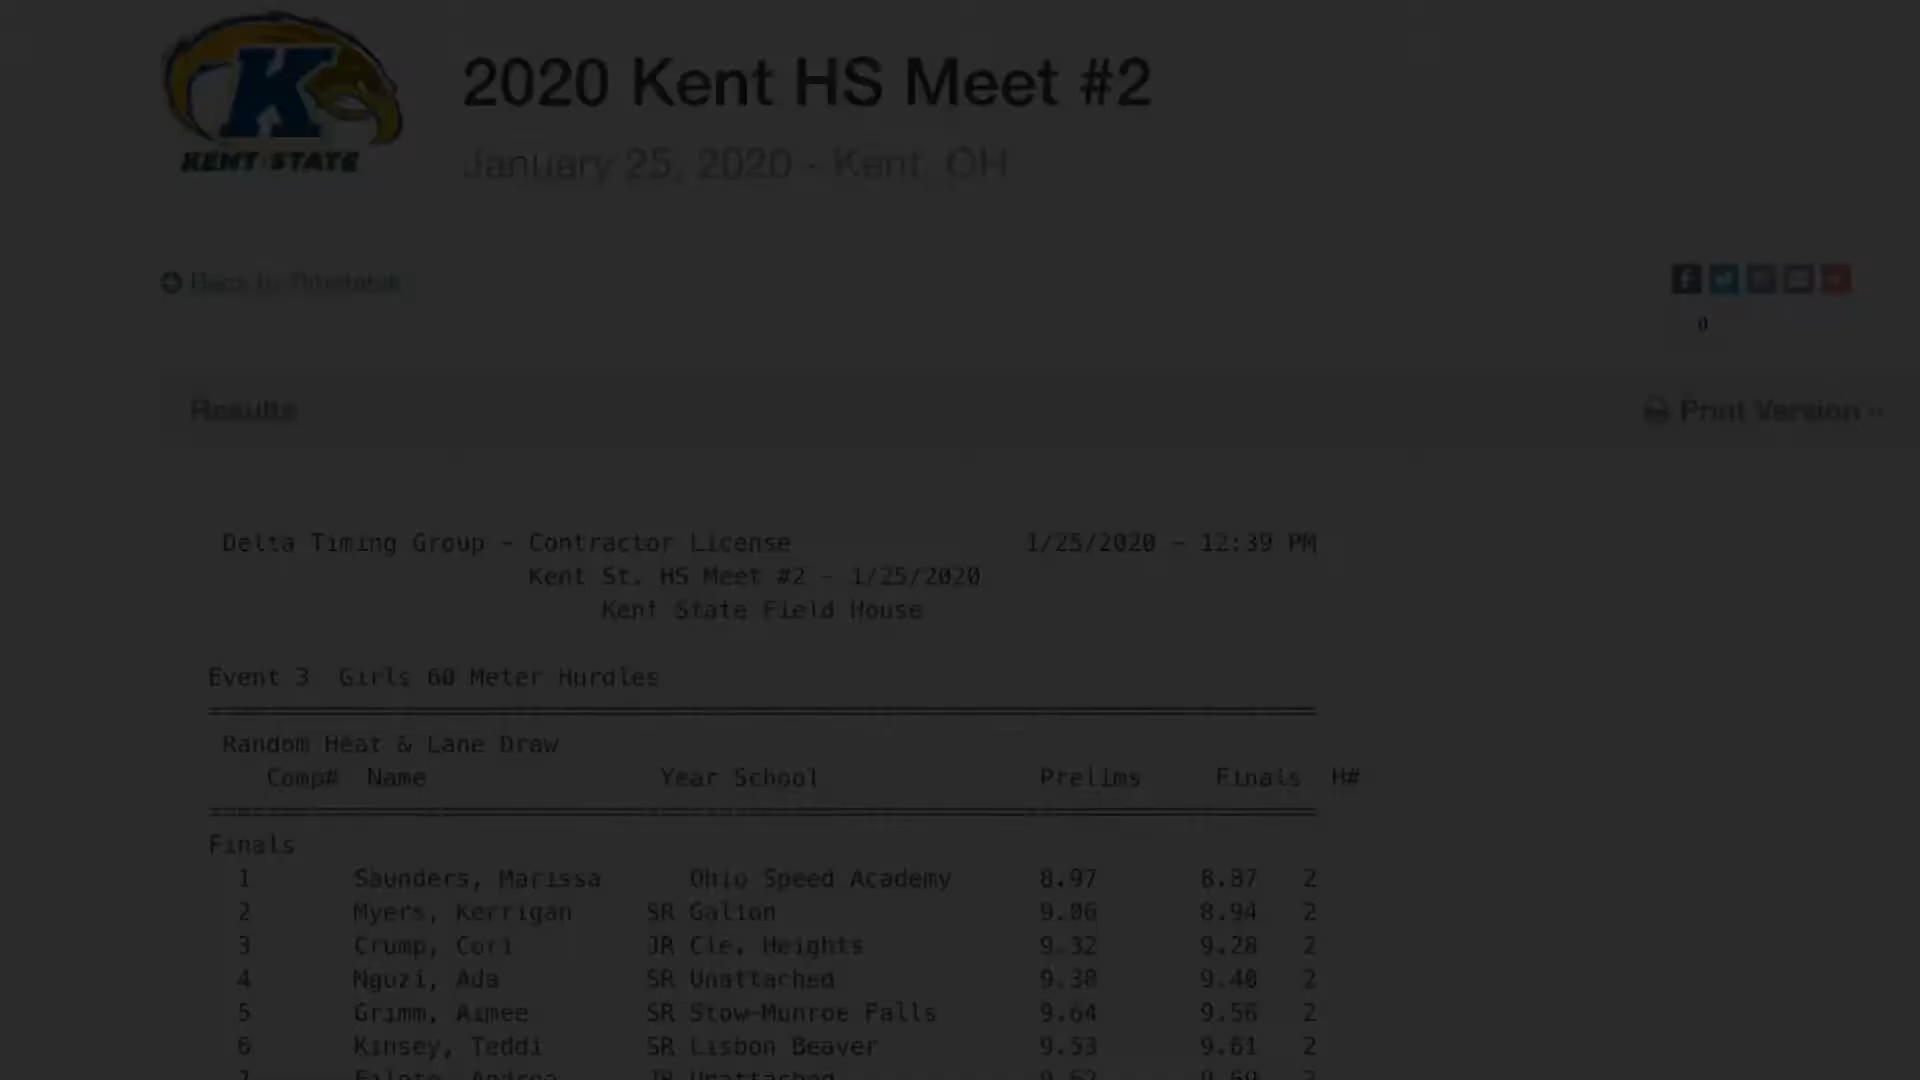 KENT STATE
2020 Kent HS Meet #2
January 25, 2020 - Kent, OH
0
Results
Print Version
Delta Timing Group - Contractor License 1/25/2020 - 12:39 PM
Kent St. HS Meet #2 - 1/25/2020
Kent State Field House
Event 3 Girls 60 Meter Hurdles
Random Heat & Lane Draw
Comp# Name Year School Prelims Finals H#
Finals
1 Saunders, Marissa Ohio Speed Academy 8.97 8.87 2
2 Myers, Kerrigan SR Galion 9.06 8.94 2
3 Crump, Cori JR Cle. Heights 9.32 9.28 2
4 Nguzi, Ada SR Unattached 9.38 9.40 2
5 Grimm, Aimee SR Stow-Munroe Falls 9.64 9.56 2
6 Kinsey, Teddi SR Lisbon Beaver 9.53 9.61 2